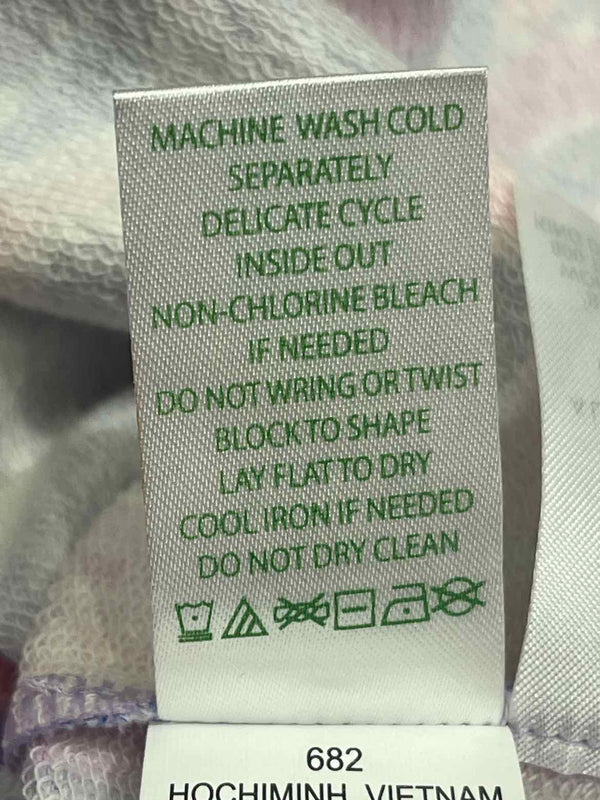 MACHINE WASH COLD
SEPARATELY
DELICATE CYCLE
INSIDE OUT
NON-CHLORINE BLEACH
IF NEEDED
DO NOT WRING OR TWIST
BLOCK TO SHAPE
LAY FLAT TO DRY
COOL IRON IF NEEDED
DO NOT DRY CLEAN
682
HOCHIMINH, VIETNAM